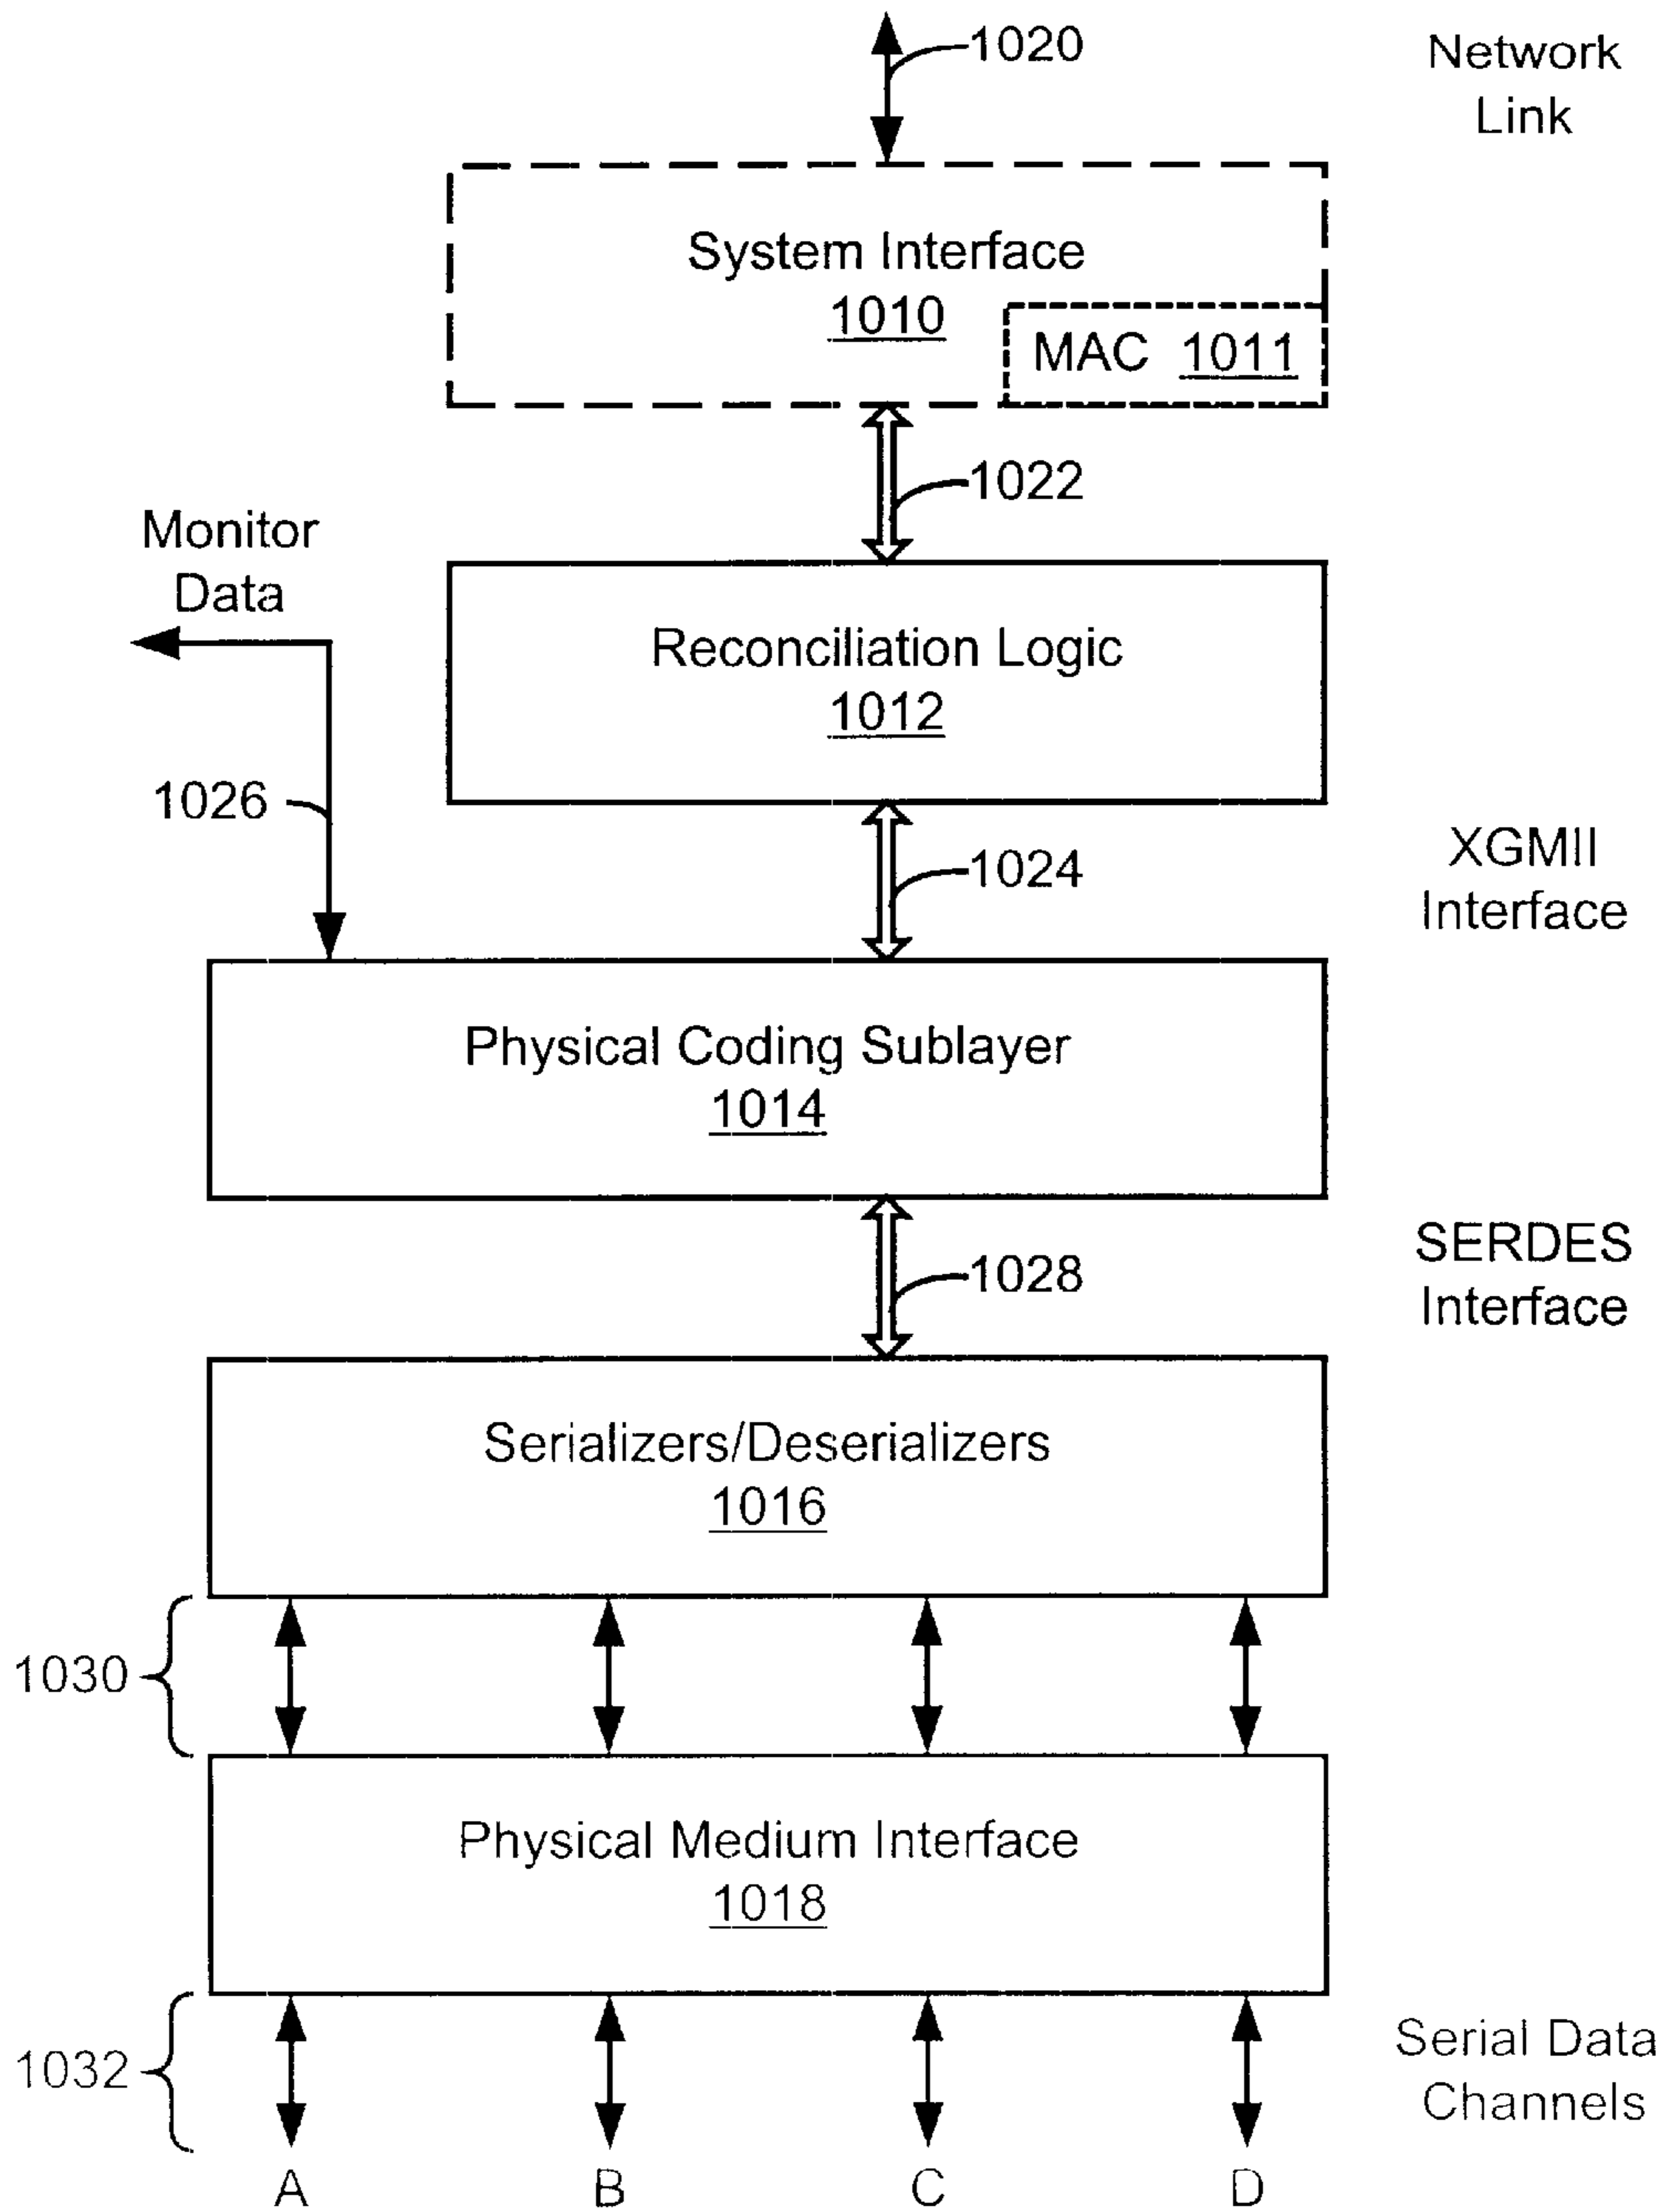 1020
Network
Link
System Interface
1010
MAC 1011
1022
Monitor
Data
Reconciliation Logic
1012
1026
1024
XGMII
Interface
Physical Coding Sublayer
1014
1028
SERDES
Interface
Serializers/Deserializers
1016
1030
Physical Medium Interface
1018
1032
Serial Data
Channels
A B C D